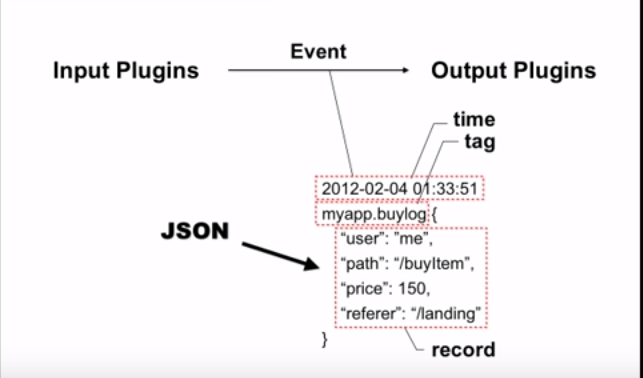 Event
Input Plugins
Output Plugins
time
tag
2012-02-04 01:33:51
myapp.buylog {
JSON
“user”: ”me”,
“path”: “/buyItem”,
“price”: 150,
“referer”: “/landing”
}
record